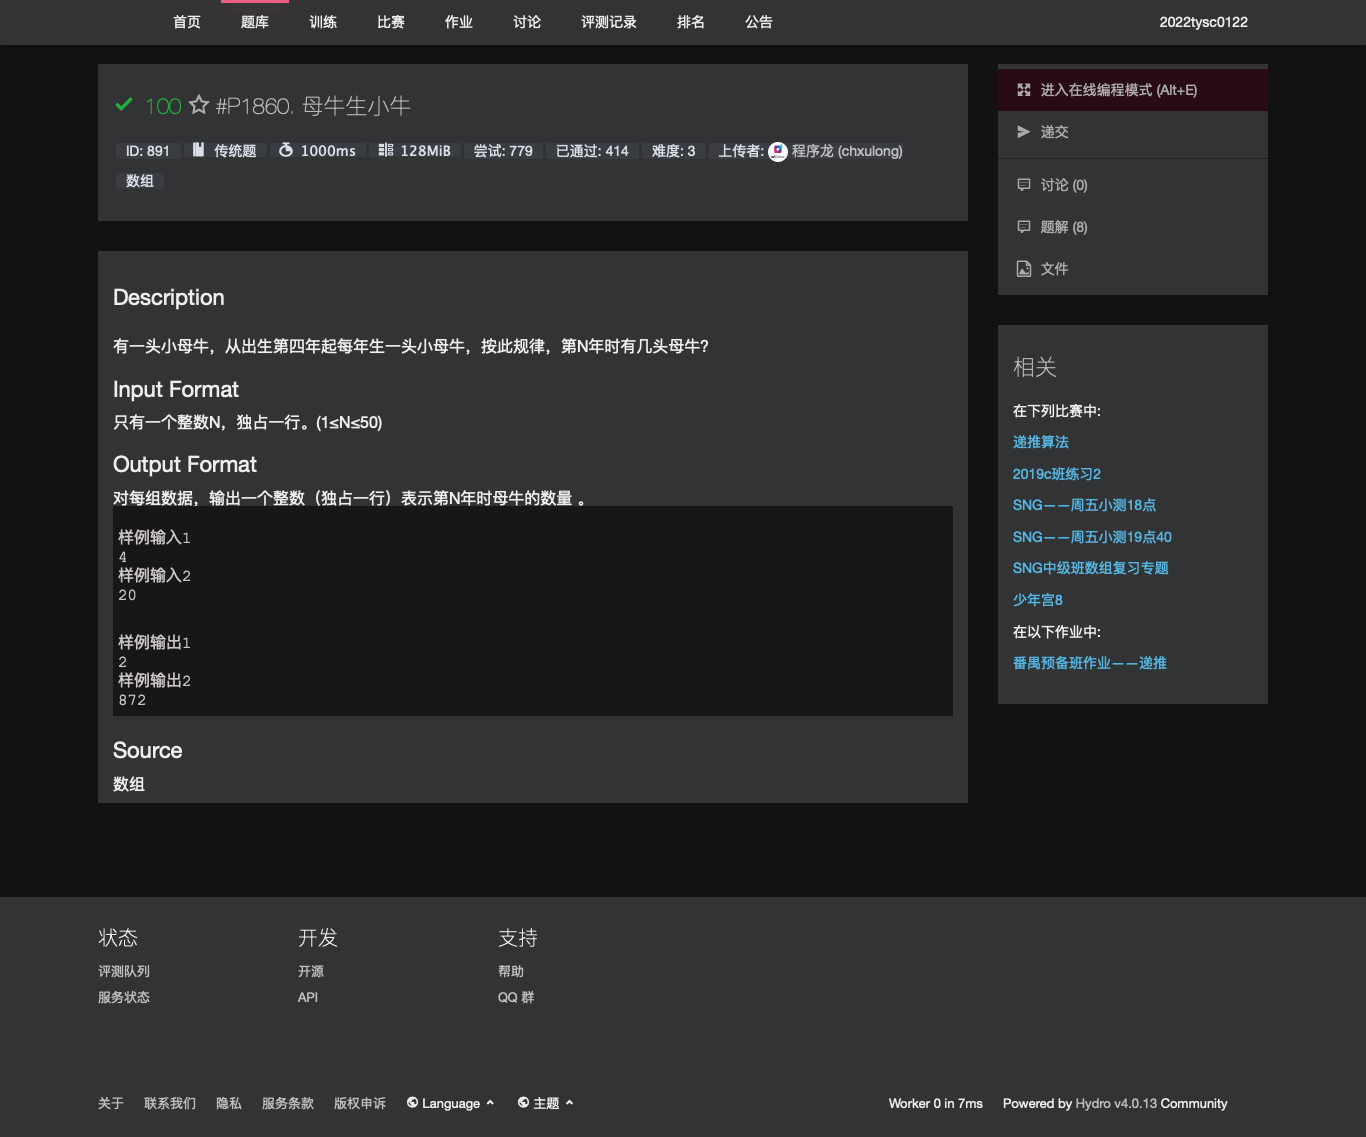 首页 题库 训练 比赛 作业 讨论 评测记录 排名 公告 2022tysc0122
100 #P1860. 母牛生小牛
ID: 891 传统题 1000ms 128MiB 尝试: 779 已通过: 414 难度: 3 上传者: 程序龙 (chxulong)
数组
Description
有一头小母牛，从出生第四年起每年生一头小母牛，按此规律，第N年时有几头母牛?
Input Format
只有一个整数N，独占一行。(1≤N≤50)
Output Format
对每组数据，输出一个整数（独占一行）表示第N年时母牛的数量 。
样例输入1
4
样例输入2
20
样例输出1
2
样例输出2
872
Source
数组
进入在线编程模式 (Alt+E)
递交
讨论 (0)
题解 (8)
文件
相关
在下列比赛中:
递推算法
2019c班练习2
SNG——周五小测18点
SNG——周五小测19点40
SNG中级班数组复习专题
少年宫8
在以下作业中:
番禺预备班作业——递推
状态 开发 支持
评测队列 开源 帮助
服务状态 API QQ 群
关于 联系我们 隐私 服务条款 版权申诉 Language 主题 Worker 0 in 7ms Powered by Hydro v4.0.13 Community